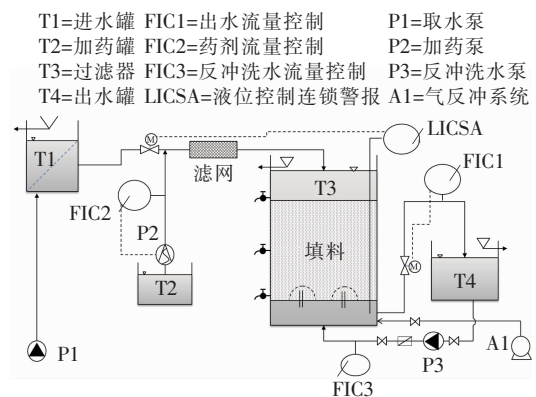 T1=进水罐 FIC1=出水流量控制 P1=取水泵
T2=加药罐 FIC2=药剂流量控制 P2=加药泵
T3=过滤器 FIC3=反冲洗水流量控制 P3=反冲洗水泵
T4=出水罐 LICSA=液位控制连锁警报 A1=气反冲系统
M
LICSA
T1
滤网
FIC1
T3
FIC2
P2
填料
M
T2
T4
P1
P3
A1
FIC3